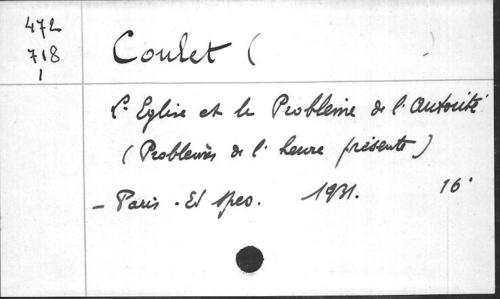 472
718
1
Coulet (          )
L'Eglise et le Problème de l'Autorité
(Problèmes de l'heure présente)
- Paris. Ed Spes. 1931. 16°